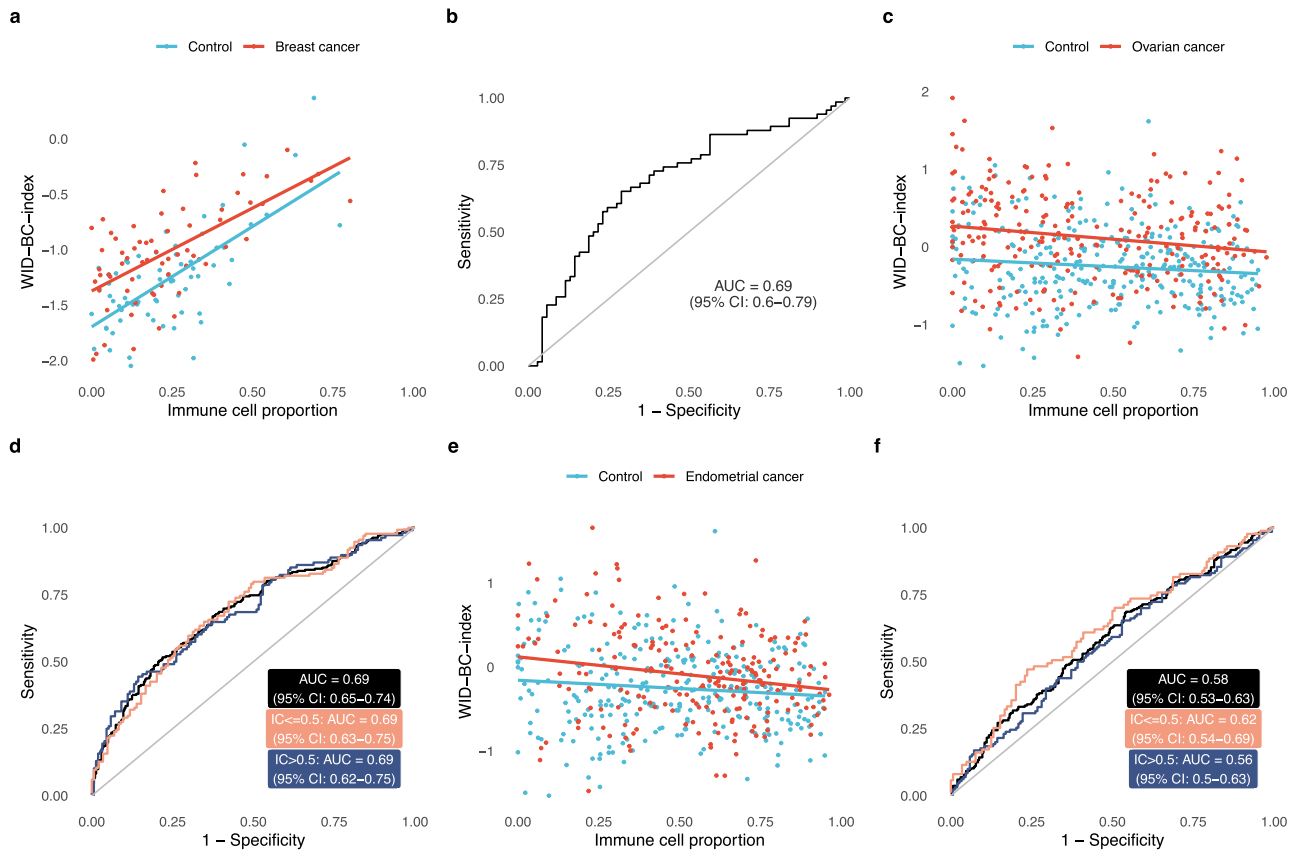 a
Control
Breast cancer
0.0
−0.5
−1.0
−1.5
−2.0
WID−BC−index
0.00
0.25
0.50
0.75
1.00
Immune cell proportion
b
1.00
0.75
0.50
0.25
0.00
Sensitivity
AUC = 0.69
(95% CI: 0.6−0.79)
0.00
0.25
0.50
0.75
1.00
1 − Specificity
c
Control
Ovarian cancer
2
1
0
−1
WID−BC−index
0.00
0.25
0.50
0.75
1.00
Immune cell proportion
d
1.00
0.75
0.50
0.25
0.00
Sensitivity
AUC = 0.69
(95% CI: 0.65−0.74)
IC<=0.5: AUC = 0.69
(95% CI: 0.63−0.75)
IC>0.5: AUC = 0.69
(95% CI: 0.62−0.75)
0.00
0.25
0.50
0.75
1.00
1 − Specificity
e
Control
Endometrial cancer
1
0
−1
WID−BC−index
0.00
0.25
0.50
0.75
1.00
Immune cell proportion
f
1.00
0.75
0.50
0.25
0.00
Sensitivity
AUC = 0.58
(95% CI: 0.53−0.63)
IC<=0.5: AUC = 0.62
(95% CI: 0.54−0.69)
IC>0.5: AUC = 0.56
(95% CI: 0.5−0.63)
0.00
0.25
0.50
0.75
1.00
1 − Specificity